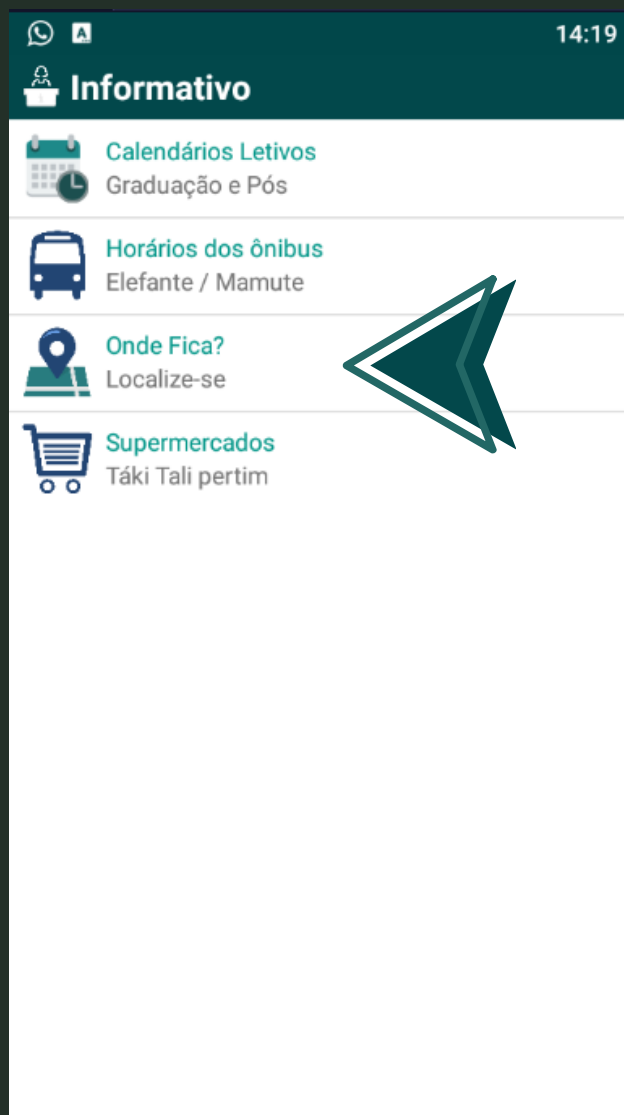 14:19
Informativo
Calendários Letivos
Graduação e Pós
Horários dos ônibus
Elefante / Mamute
Onde Fica?
Localize-se
Supermercados
Táki Tali pertim